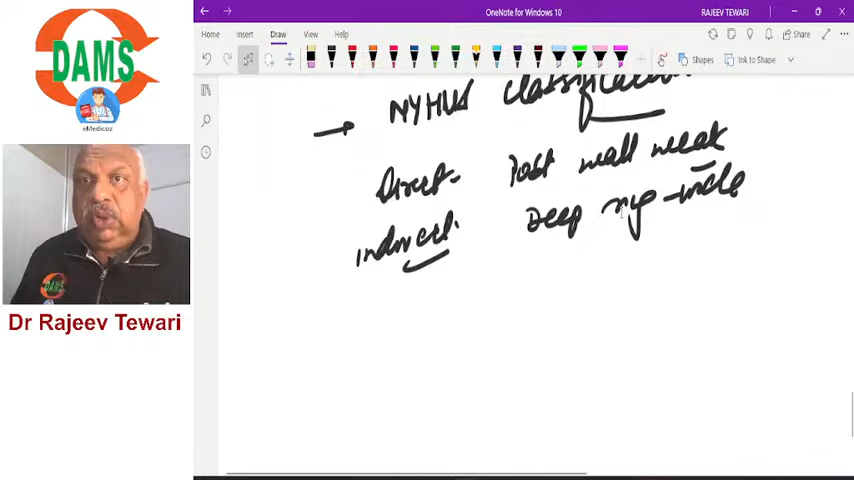 OneNote for Windows 10
RAJEEV TEWARI
Home Insert Draw View Help
Share
Shapes
Ink to Shape
DAMS
eMedicoz
Dr Rajeev Tewari
→ NYHUS classification
Direct- Post wall weak
indirect. Deep ring - wide